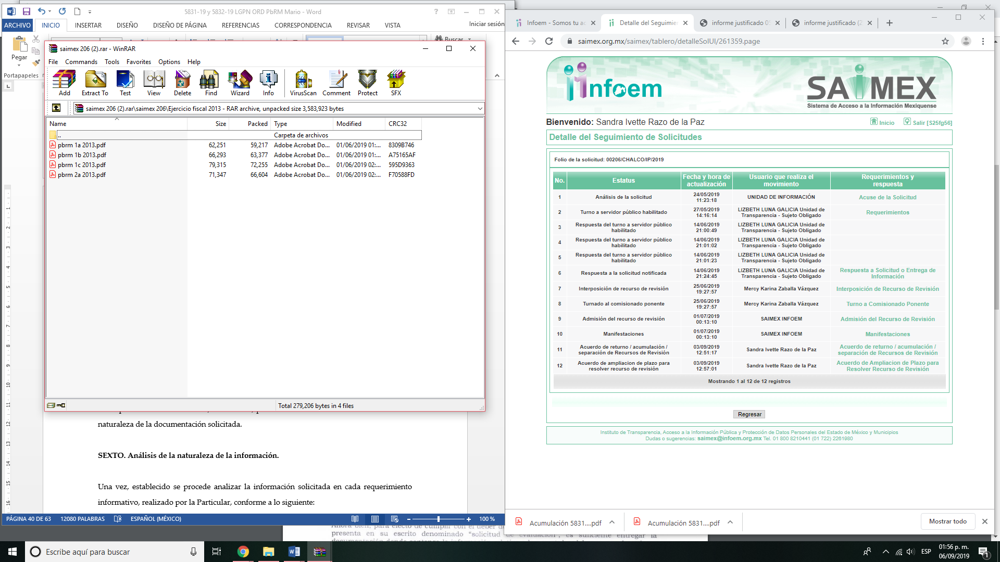 5831-19 y 5832-19 LGPN ORD PbRM Mario - Word
ARCHIVO INICIO INSERTAR DISEÑO DISEÑO DE PÁGINA REFERENCIAS CORRESPONDENCIA REVISAR VISTA Iniciar sesión
Pegar
Buscar
Portapapeles
saimex 206 (2).rar - WinRAR
File Commands Tools Favorites Options Help
Add Extract To Test View Delete Find Wizard Info VirusScan Comment Protect SFX
saimex 206 (2).rar\saimex 206\Ejercicio fiscal 2013 - RAR archive, unpacked size 3,583,923 bytes
Name Size Packed Type Modified CRC32
.. Carpeta de archivos
pbrm 1a 2013.pdf 62,251 59,217 Adobe Acrobat Do... 01/06/2019 01:... 8309B746
pbrm 1b 2013.pdf 66,293 63,377 Adobe Acrobat Do... 01/06/2019 01:... A75165AF
pbrm 1c 2013.pdf 79,315 72,255 Adobe Acrobat Do... 01/06/2019 02:... 595D9363
pbrm 2a 2013.pdf 71,347 66,604 Adobe Acrobat Do... 01/06/2019 02:... F70588FD
Total 279,206 bytes in 4 files
naturaleza de la documentación solicitada.
SEXTO. Análisis de la naturaleza de la información.
Una vez, establecido se procede analizar la información solicitada en cada requerimiento
informativo, realizado por la Particular, conforme a lo siguiente:
PÁGINA 40 DE 63 12080 PALABRAS ESPAÑOL (MÉXICO) 100 %
presenta en su escrito denominado "solicitud de evaluación", es suficiente entregar la
Infoem - Somos tu ac
Detalle del Seguimie
informe justificado 05
informe justificado (2
saimex.org.mx/saimex/tablero/detalleSolUI/261359.page
infoem
SAIMEX
Sistema de Acceso a la Información Mexiquense
Bienvenido: Sandra Ivette Razo de la Paz
Inicio Salir [S25fg56]
Detalle del Seguimiento de Solicitudes
Folio de la solicitud: 00206/CHALCO/IP/2019
No. Estatus Fecha y hora de actualización Usuario que realiza el movimiento Requerimientos y respuesta
1 Análisis de la solicitud 24/05/2019 11:23:18 UNIDAD DE INFORMACIÓN Acuse de la Solicitud
2 Turno a servidor público habilitado 27/05/2019 14:16:14 LIZBETH LUNA GALICIA Unidad de Transparencia - Sujeto Obligado Requerimientos
3 Respuesta del turno a servidor público habilitado 14/06/2019 21:00:49 LIZBETH LUNA GALICIA Unidad de Transparencia - Sujeto Obligado
4 Respuesta del turno a servidor público habilitado 14/06/2019 21:01:02 LIZBETH LUNA GALICIA Unidad de Transparencia - Sujeto Obligado
5 Respuesta del turno a servidor público habilitado 14/06/2019 21:01:23 LIZBETH LUNA GALICIA Unidad de Transparencia - Sujeto Obligado
6 Respuesta a la solicitud notificada 14/06/2019 21:24:45 LIZBETH LUNA GALICIA Unidad de Transparencia - Sujeto Obligado Respuesta a Solicitud o Entrega de Información
7 Interposición de recurso de revisión 25/06/2019 19:27:57 Mercy Karina Zaballa Vázquez Interposición de Recurso de Revisión
8 Turnado al comisionado ponente 25/06/2019 19:27:57 Mercy Karina Zaballa Vázquez Turno a Comisionado Ponente
9 Admisión del recurso de revisión 01/07/2019 00:13:10 SAIMEX INFOEM Admisión del Recurso de Revisión
10 Manifestaciones 01/07/2019 00:13:10 SAIMEX INFOEM Manifestaciones
11 Acuerdo de returno / acumulación / separación de Recursos de Revisión 03/09/2019 12:51:17 Sandra Ivette Razo de la Paz Acuerdo de returno / acumulación / separación de Recursos de Revisión
12 Acuerdo de ampliacion de plazo para resolver recurso de revisión 03/09/2019 12:57:01 Sandra Ivette Razo de la Paz Acuerdo de Ampliacion de Plazo para Resolver Recurso de Revisión
Mostrando 1 al 12 de 12 registros
Regresar
Instituto de Transparencia, Acceso a la Información Pública y Protección de Datos Personales del Estado de México y Municipios
Dudas o sugerencias: saimex@infoem.org.mx Tel. 01 800 8210441 (01 722) 2261980
Acumulación 5831....pdf
Acumulación 5831....pdf
Mostrar todo
Escribe aquí para buscar
ESP
01:56 p. m.
06/09/2019
1